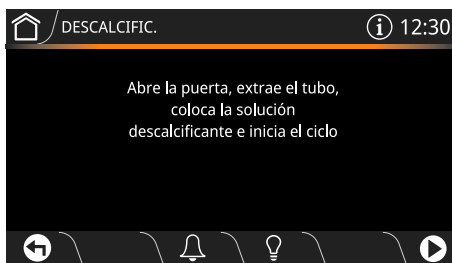 DESCALCIFIC.
i 12:30
Abre la puerta, extrae el tubo,
coloca la solución
descalcificante e inicia el ciclo